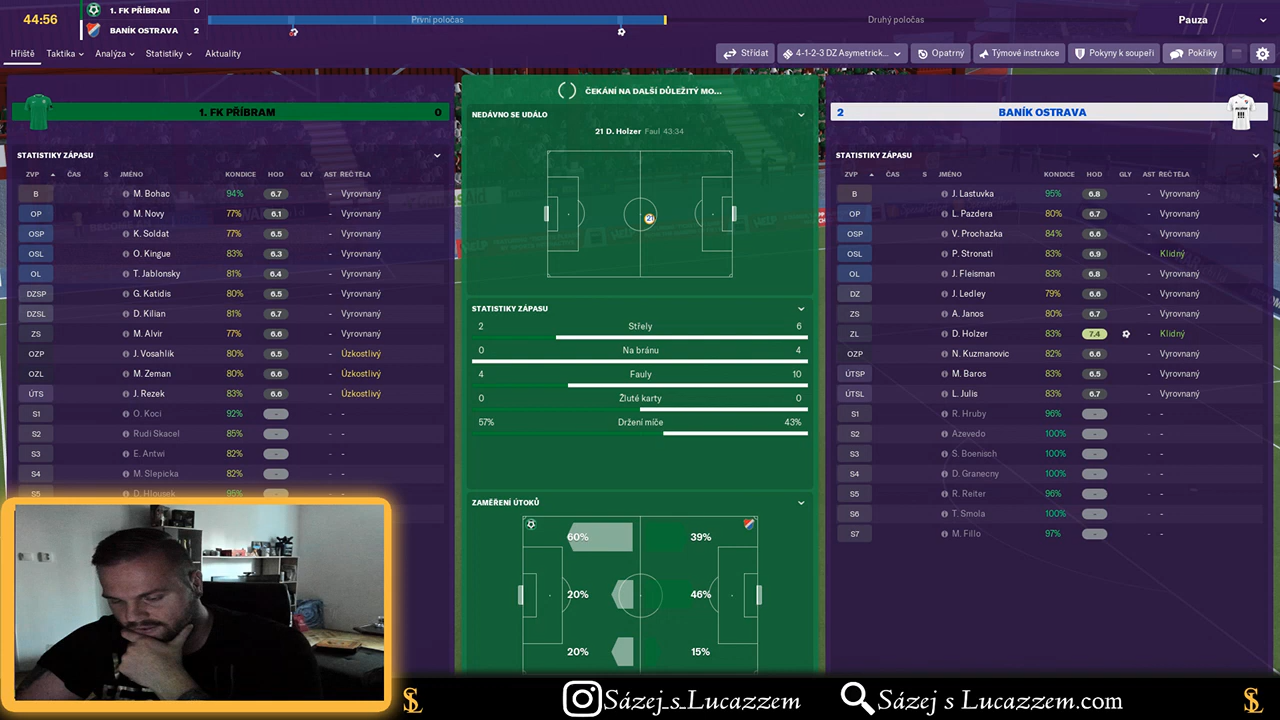 44:56
1. FK PŘÍBRAM 0
BANÍK OSTRAVA 2
První poločas
Druhý poločas
Pauza
Hřiště Taktika Analýza Statistiky Aktuality
Střídat 4-1-2-3 DZ Asymetrick... Opatrný Týmové instrukce Pokyny k soupeři Pokřiky
1. FK PŘÍBRAM 0
STATISTIKY ZÁPASU
ZVP ČAS S JMÉNO KONDICE HOD GLY AST ŘEČ TĚLA
B M. Bohac 94% 6.7 - Vyrovnaný
OP M. Novy 77% 6.1 - Vyrovnaný
OSP K. Soldat 77% 6.5 - Vyrovnaný
OSL O. Kingue 83% 6.3 - Vyrovnaný
OL T. Jablonsky 81% 6.4 - Vyrovnaný
DZSP G. Katidis 80% 6.5 - Vyrovnaný
DZSL D. Kilian 81% 6.7 - Vyrovnaný
ZS M. Alvir 77% 6.6 - Vyrovnaný
OZP J. Vosahlik 80% 6.5 - Úzkostlivý
OZL M. Zeman 80% 6.6 - Úzkostlivý
ÚTS J. Rezek 83% 6.6 - Úzkostlivý
S1 O. Koci 92% - - -
S2 Rudi Skacel 85% - - -
S3 E. Antwi 82% - - -
S4 M. Slepicka 82% - - -
S5 D. Hlousek 95% - - -
ČEKÁNÍ NA DALŠÍ DŮLEŽITÝ MO...
NEDÁVNO SE UDÁLO
21 D. Holzer Faul 43:34
21
STATISTIKY ZÁPASU
2 Střely 6
0 Na bránu 4
4 Fauly 10
0 Žluté karty 0
57% Držení míče 43%
ZAMĚŘENÍ ÚTOKŮ
60% 39%
20% 46%
20% 15%
2 BANÍK OSTRAVA
STATISTIKY ZÁPASU
ZVP ČAS S JMÉNO KONDICE HOD GLY AST ŘEČ TĚLA
B J. Lastuvka 95% 6.8 - Vyrovnaný
OP L. Pazdera 80% 6.7 - Vyrovnaný
OSP V. Prochazka 84% 6.6 - Vyrovnaný
OSL P. Stronati 83% 6.9 - Klidný
OL J. Fleisman 83% 6.8 - Vyrovnaný
DZ J. Ledley 79% 6.6 - Vyrovnaný
ZS A. Janos 80% 6.7 - Vyrovnaný
ZL D. Holzer 83% 7.4 - Klidný
OZP N. Kuzmanovic 82% 6.6 - Vyrovnaný
ÚTSP M. Baros 83% 6.5 - Vyrovnaný
ÚTSL L. Julis 83% 6.7 - Vyrovnaný
S1 R. Hruby 96% - - -
S2 Azevedo 100% - - -
S3 S. Boenisch 100% - - -
S4 D. Granecny 100% - - -
S5 R. Reiter 96% - - -
S6 T. Smola 100% - - -
S7 M. Fillo 97% - - -
Sázej_s_Lucazzem
Sázej s Lucazzem.com